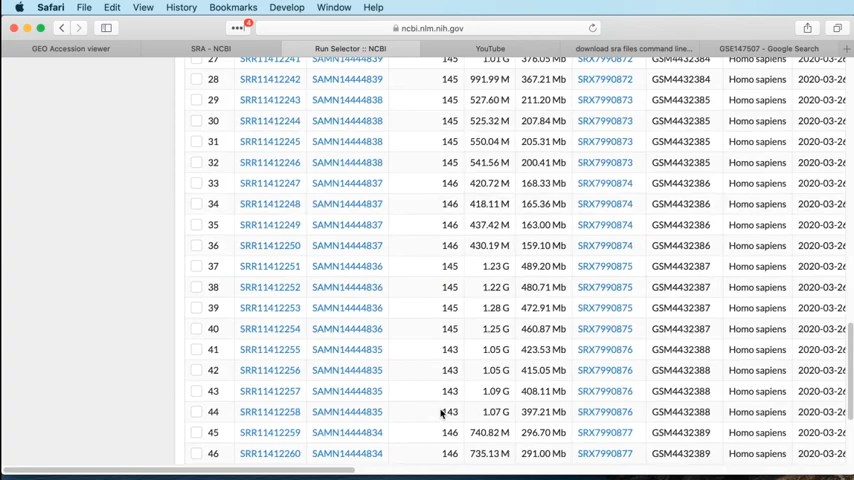 Safari File Edit View History Bookmarks Develop Window Help
••• 4 ncbi.nlm.nih.gov
GEO Accession viewer SRA - NCBI Run Selector :: NCBI YouTube download sra files command line... GSE147507 - Google Search +
27 SRR11412241 SAMN14444839 145 1.01 G 376.05 Mb SRX7990872 GSM4432384 Homo sapiens 2020-03-26
28 SRR11412242 SAMN14444839 145 991.99 M 367.21 Mb SRX7990872 GSM4432384 Homo sapiens 2020-03-26
29 SRR11412243 SAMN14444838 145 527.60 M 211.20 Mb SRX7990873 GSM4432385 Homo sapiens 2020-03-26
30 SRR11412244 SAMN14444838 145 525.32 M 207.84 Mb SRX7990873 GSM4432385 Homo sapiens 2020-03-26
31 SRR11412245 SAMN14444838 145 550.04 M 205.31 Mb SRX7990873 GSM4432385 Homo sapiens 2020-03-26
32 SRR11412246 SAMN14444838 145 541.56 M 200.41 Mb SRX7990873 GSM4432385 Homo sapiens 2020-03-26
33 SRR11412247 SAMN14444837 146 420.72 M 168.33 Mb SRX7990874 GSM4432386 Homo sapiens 2020-03-26
34 SRR11412248 SAMN14444837 146 418.11 M 165.36 Mb SRX7990874 GSM4432386 Homo sapiens 2020-03-26
35 SRR11412249 SAMN14444837 146 437.42 M 163.00 Mb SRX7990874 GSM4432386 Homo sapiens 2020-03-26
36 SRR11412250 SAMN14444837 146 430.19 M 159.10 Mb SRX7990874 GSM4432386 Homo sapiens 2020-03-26
37 SRR11412251 SAMN14444836 145 1.23 G 489.20 Mb SRX7990875 GSM4432387 Homo sapiens 2020-03-26
38 SRR11412252 SAMN14444836 145 1.22 G 480.71 Mb SRX7990875 GSM4432387 Homo sapiens 2020-03-26
39 SRR11412253 SAMN14444836 145 1.28 G 472.91 Mb SRX7990875 GSM4432387 Homo sapiens 2020-03-26
40 SRR11412254 SAMN14444836 145 1.25 G 460.87 Mb SRX7990875 GSM4432387 Homo sapiens 2020-03-26
41 SRR11412255 SAMN14444835 143 1.05 G 423.53 Mb SRX7990876 GSM4432388 Homo sapiens 2020-03-26
42 SRR11412256 SAMN14444835 143 1.05 G 415.05 Mb SRX7990876 GSM4432388 Homo sapiens 2020-03-26
43 SRR11412257 SAMN14444835 143 1.09 G 408.11 Mb SRX7990876 GSM4432388 Homo sapiens 2020-03-26
44 SRR11412258 SAMN14444835 143 1.07 G 397.21 Mb SRX7990876 GSM4432388 Homo sapiens 2020-03-26
45 SRR11412259 SAMN14444834 146 740.82 M 296.70 Mb SRX7990877 GSM4432389 Homo sapiens 2020-03-26
46 SRR11412260 SAMN14444834 146 735.13 M 291.00 Mb SRX7990877 GSM4432389 Homo sapiens 2020-03-26